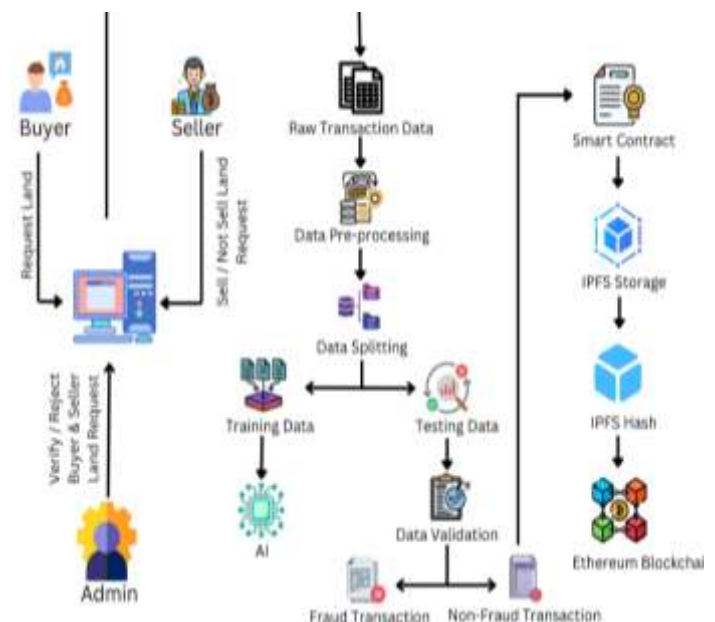 Buyer
Seller
Request Land
Sell / Not Sell Land
Request
Verify / Reject
Buyer & Seller
Land Request
Admin
Raw Transaction Data
Data Pre-processing
Data Splitting
Training Data
Testing Data
AI
Data Validation
Fraud Transaction
Non-Fraud Transaction
Smart Contract
IPFS Storage
IPFS Hash
Ethereum Blockchain